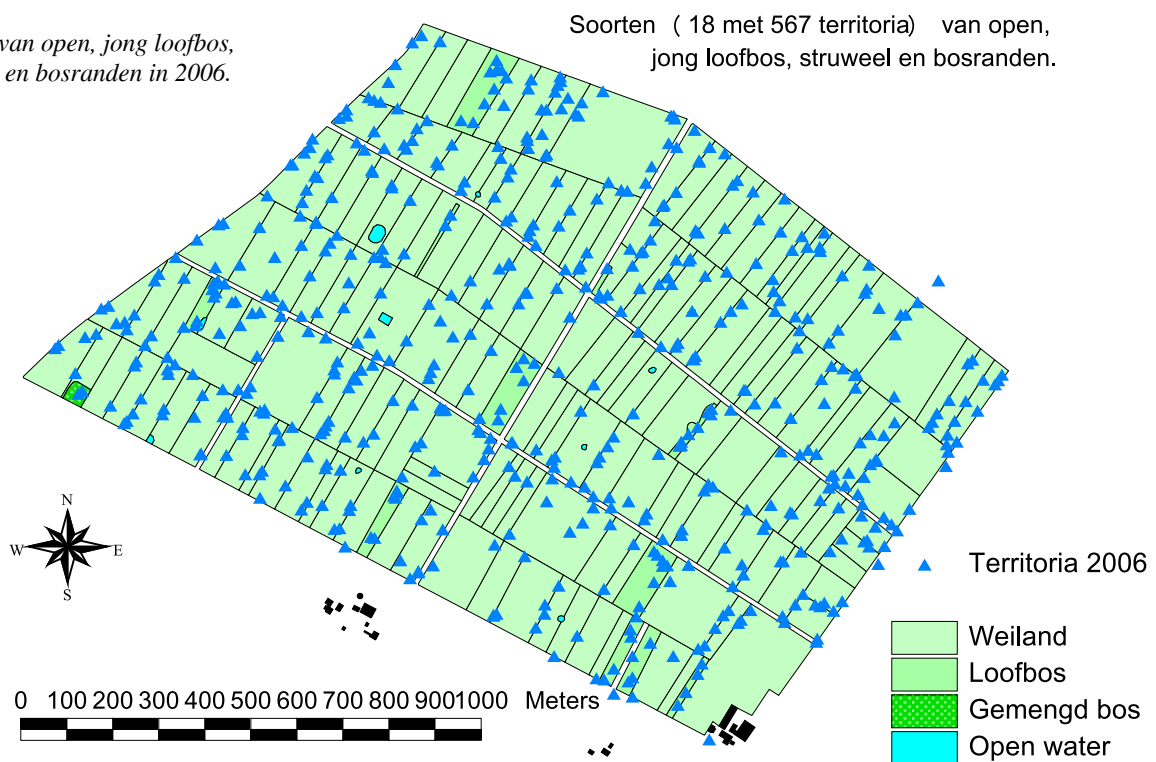 van open, jong loofbos,
en bosranden in 2006.
Soorten ( 18 met 567 territoria) van open,
jong loofbos, struweel en bosranden.
N
W E
S
Territoria 2006
Weiland
Loofbos
Gemengd bos
Open water
0 100 200 300 400 500 600 700 800 900 1000 Meters